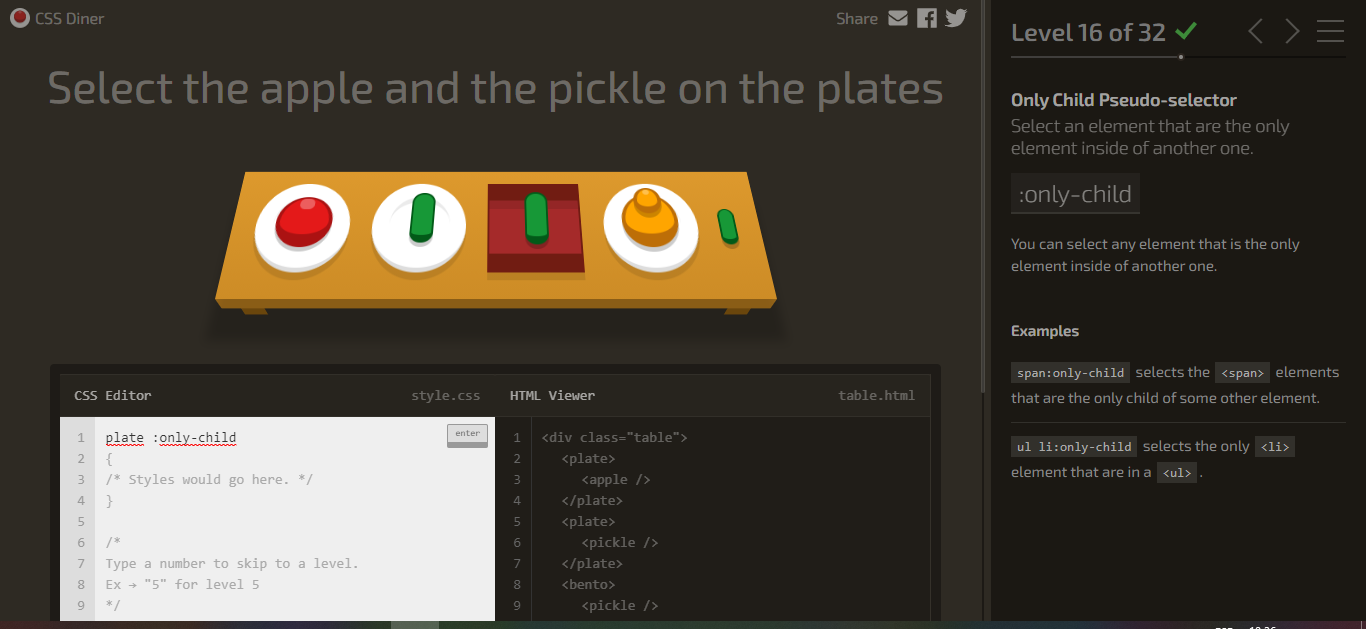 CSS Diner
Share
Select the apple and the pickle on the plates
CSS Editor
style.css
HTML Viewer
table.html
1
plate :only-child
enter
2
{
3
/* Styles would go here. */
4
}
5
6
/*
7
Type a number to skip to a level.
8
Ex → "5" for level 5
9
*/
1
<div class="table">
2
<plate>
3
<apple />
4
</plate>
5
<plate>
6
<pickle />
7
</plate>
8
<bento>
9
<pickle />
Level 16 of 32
Only Child Pseudo-selector
Select an element that are the only
element inside of another one.
:only-child
You can select any element that is the only
element inside of another one.
Examples
span:only-child selects the <span> elements
that are the only child of some other element.
ul li:only-child selects the only <li>
element that are in a <ul> .